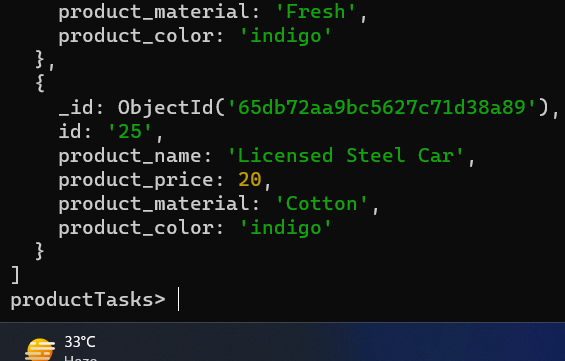 product_material: 'Fresh',
product_color: 'indigo'
},
{
_id: ObjectId('65db72aa9bc5627c71d38a89'),
id: '25',
product_name: 'Licensed Steel Car',
product_price: 20,
product_material: 'Cotton',
product_color: 'indigo'
}
]
productTasks>
33°C
Haze